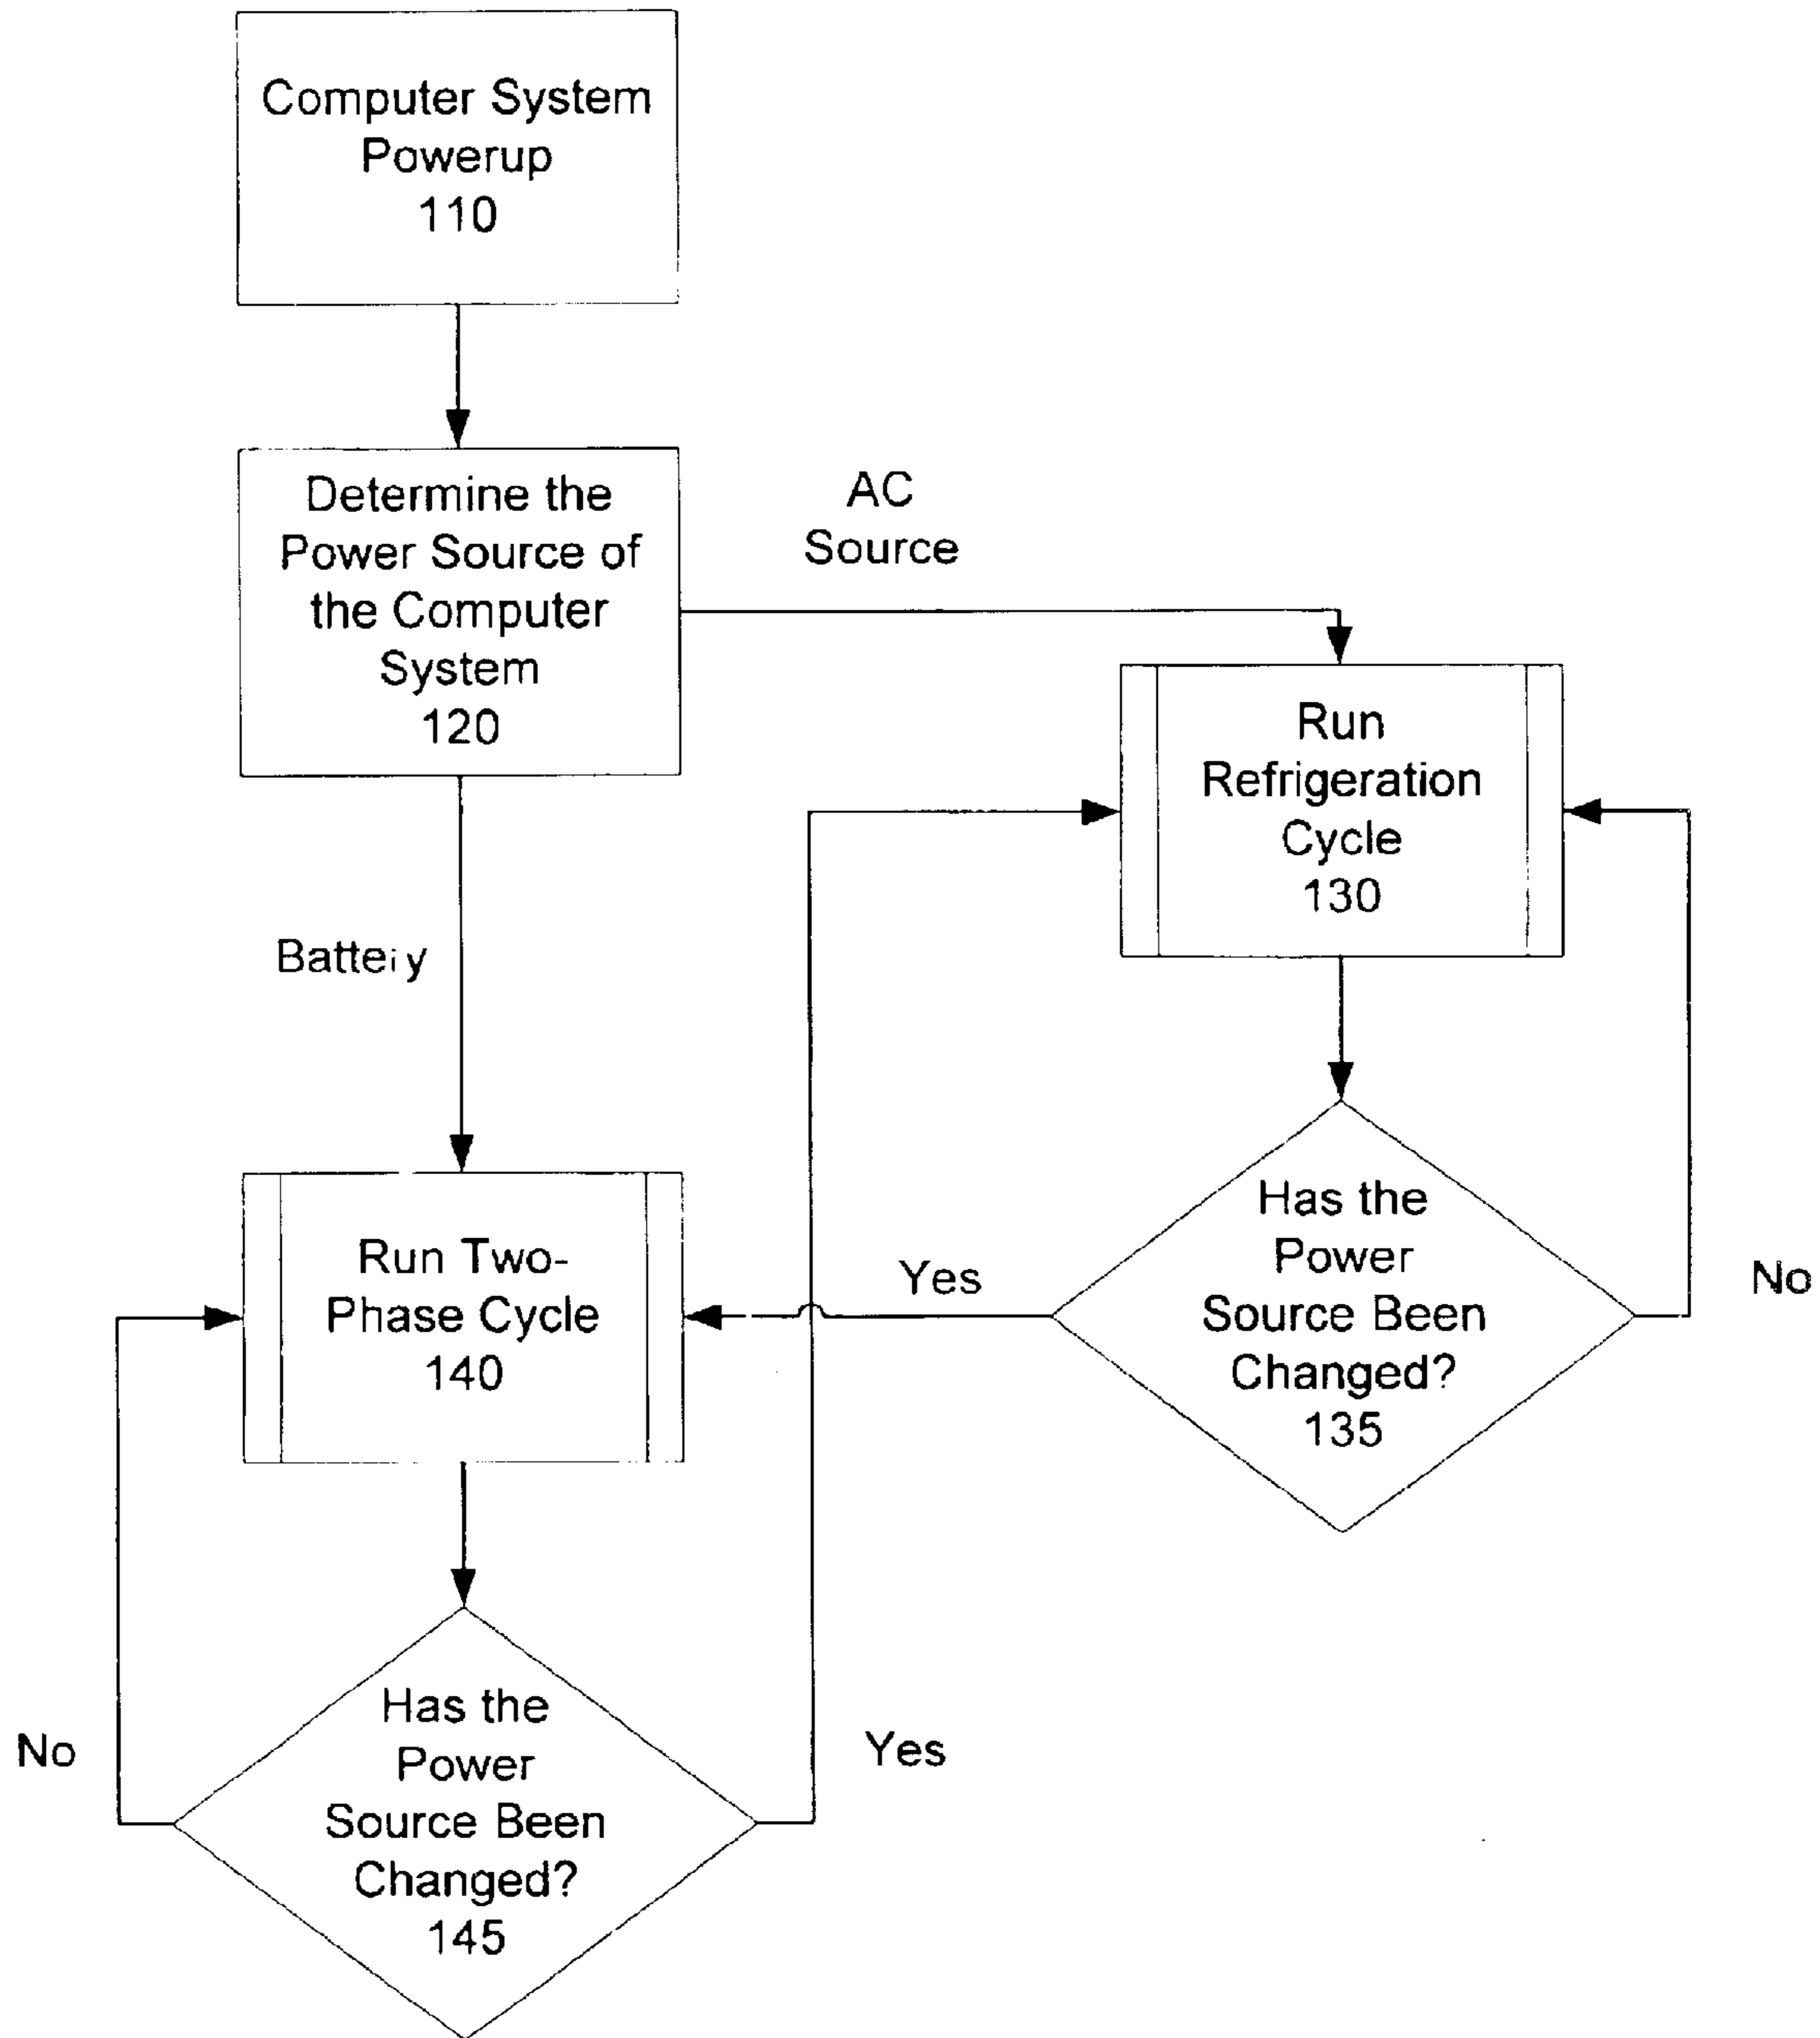 Computer System
Powerup
110
Determine the
Power Source of
the Computer
System
120
AC
Source
Run
Refrigeration
Cycle
130
Battery
Has the
Power
Source Been
Changed?
135
Yes
No
Run Two-
Phase Cycle
140
Has the
Power
Source Been
Changed?
145
No
Yes